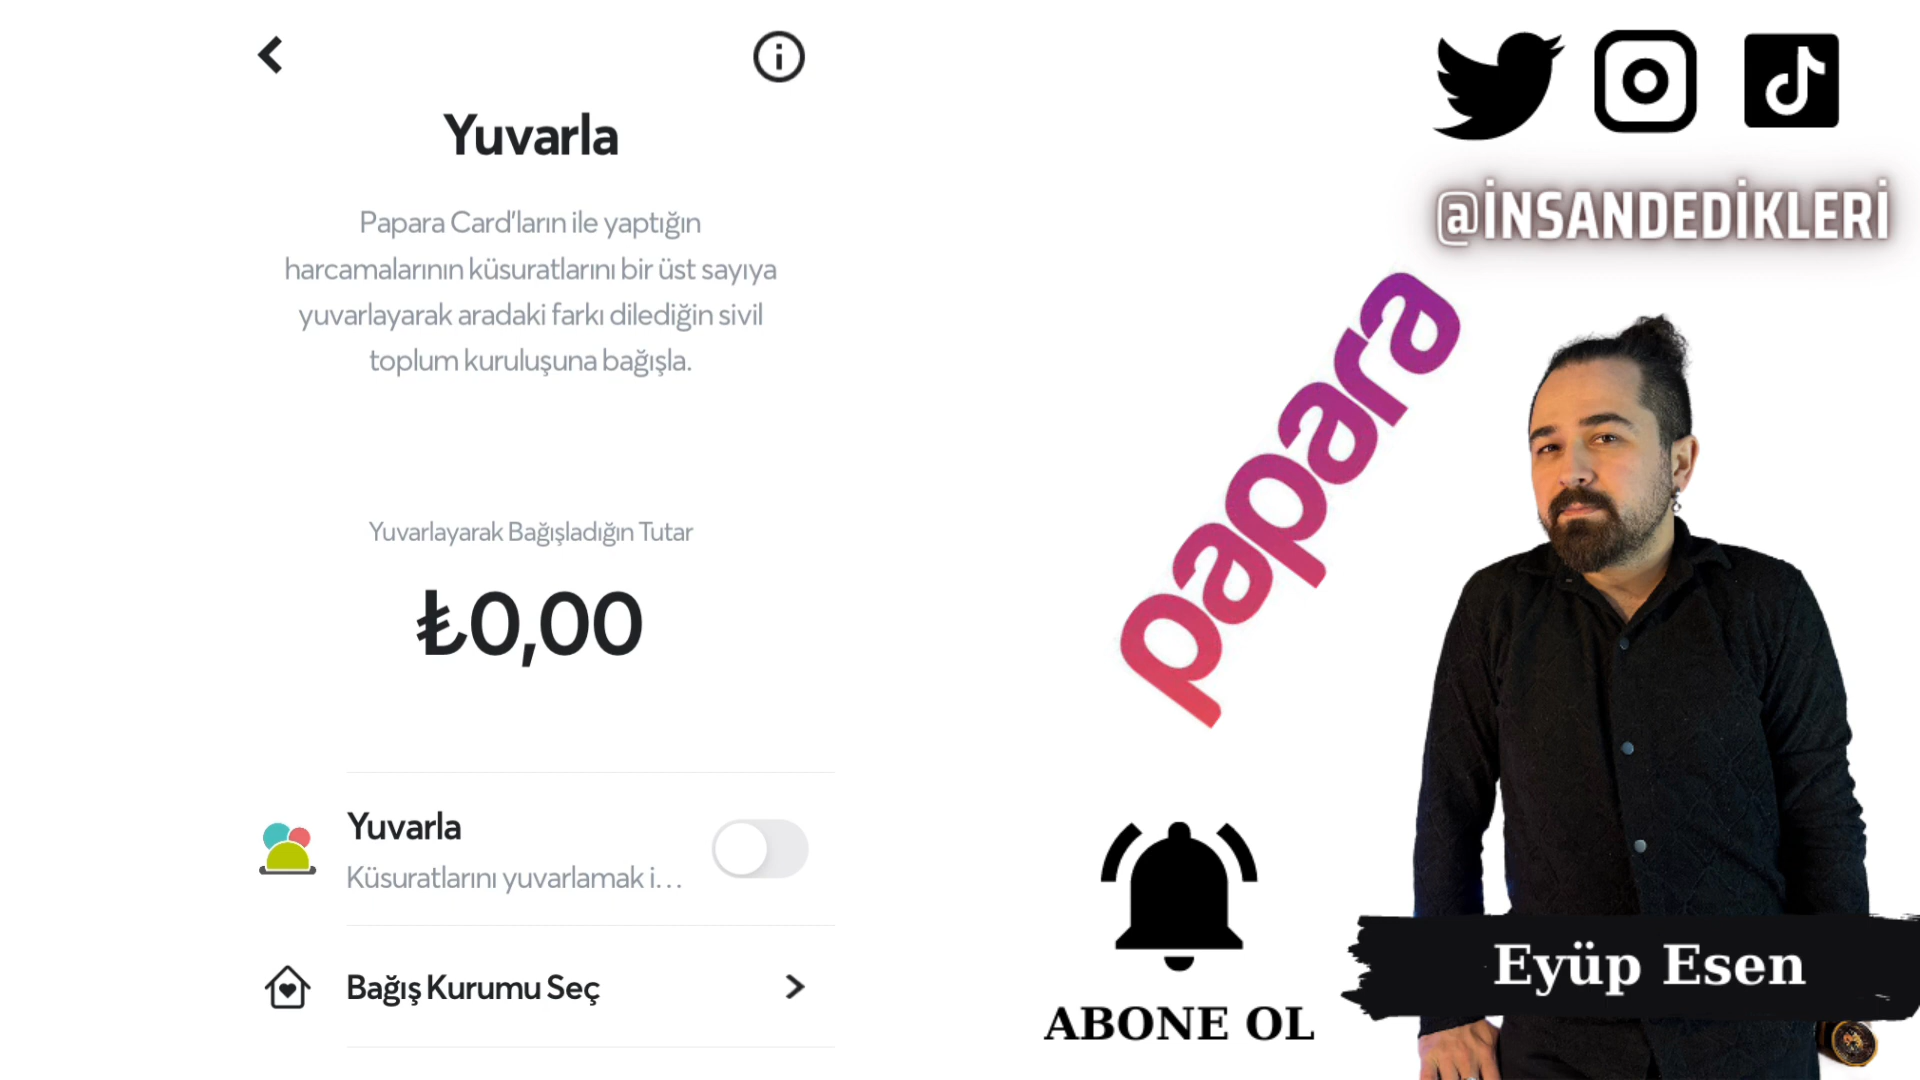 Yuvarla
Papara Card'ların ile yaptığın
harcamalarının küsuratlarını bir üst sayıya
yuvarlayarak aradaki farkı dilediğin sivil
toplum kuruluşuna bağışla.
Yuvarlayarak Bağışladığın Tutar
₺0,00
Yuvarla
Küsuratlarını yuvarlamak i...
Bağış Kurumu Seç
@İNSANDEDİKLERİ
papara
ABONE OL
Eyüp Esen